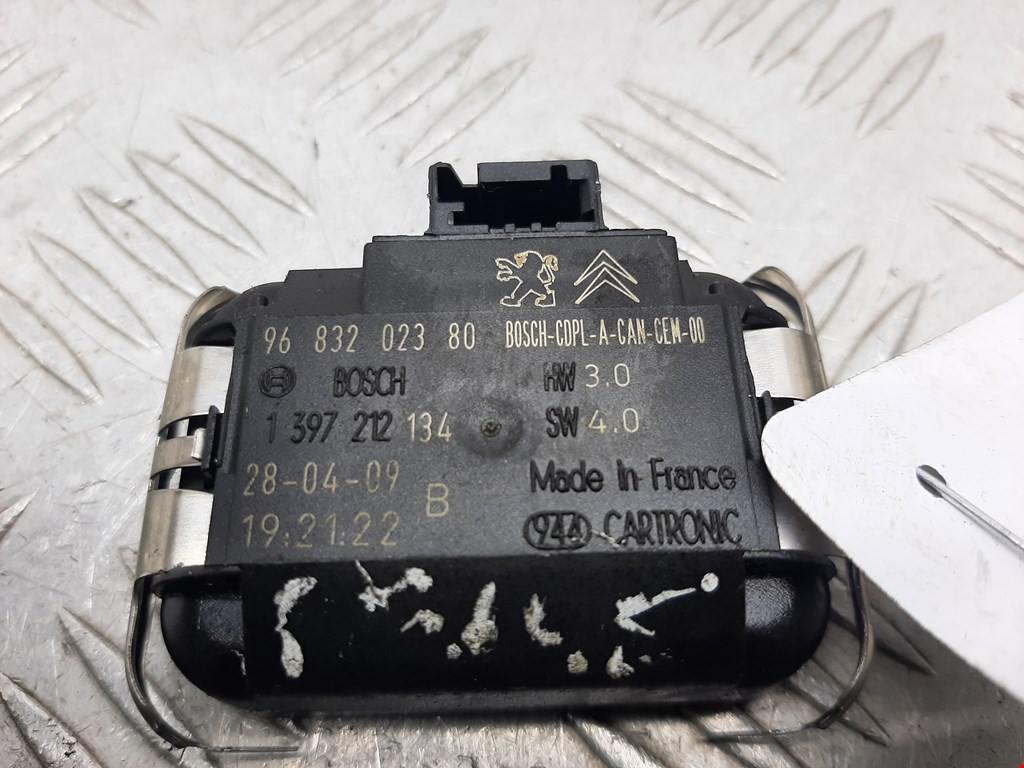 96 832 023 80 BOSCH-CDPL-A-CAN-CEM-00
BOSCH HW 3.0
1 397 212 134 SW 4.0
28-04-09 B Made in France
19:21:22 944 CARTRONIC